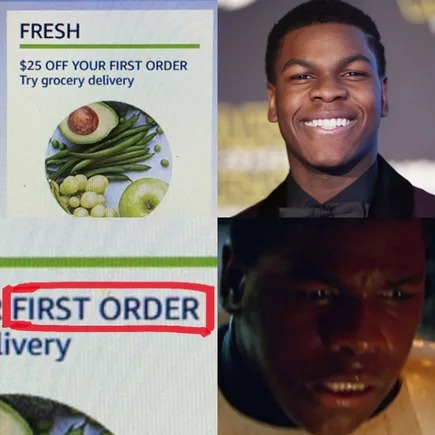 FRESH
$25 OFF YOUR FIRST ORDER
Try grocery delivery
FIRST ORDER
livery